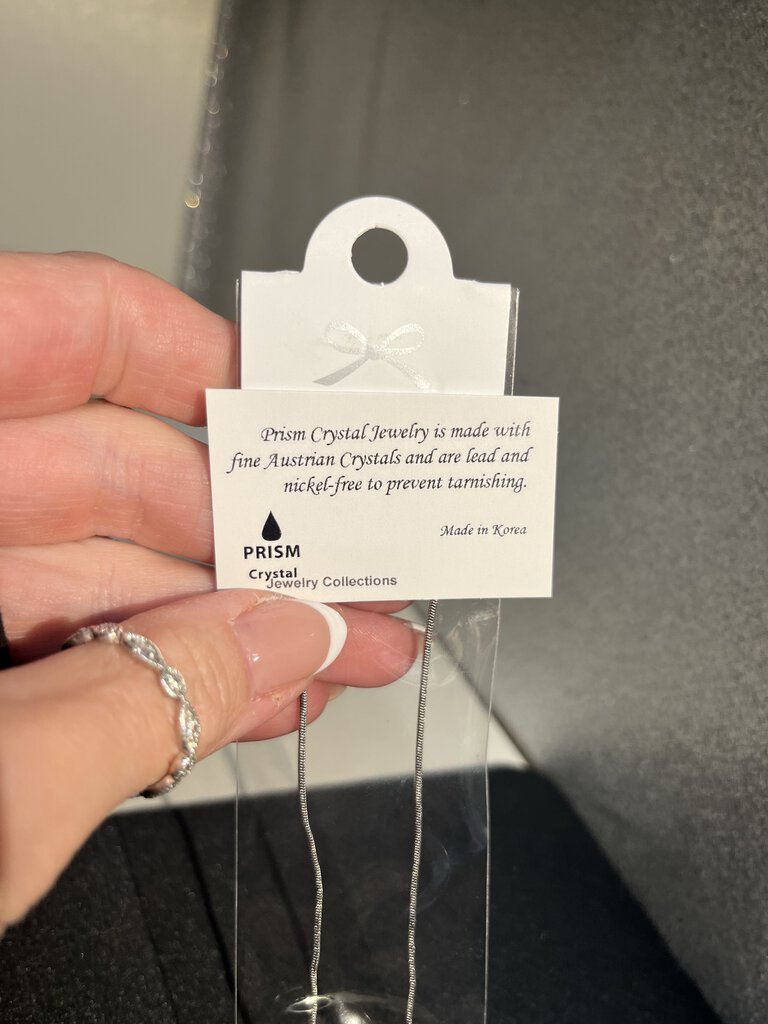 Prism Crystal Jewelry is made with
fine Austrian Crystals and are lead and
nickel-free to prevent tarnishing.
Made in Korea
PRISM
Crystal
Jewelry Collections